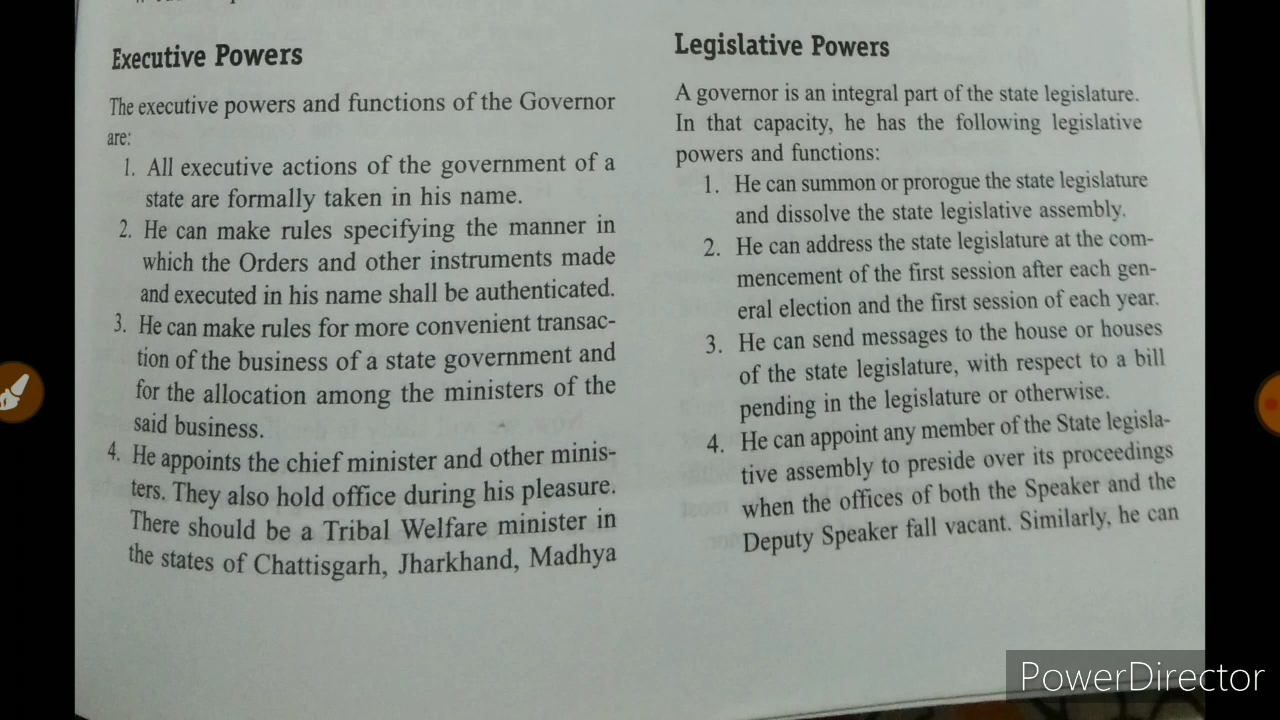 Executive Powers
The executive powers and functions of the Governor
are:
1. All executive actions of the government of a
state are formally taken in his name.
2. He can make rules specifying the manner in
which the Orders and other instruments made
and executed in his name shall be authenticated.
3. He can make rules for more convenient transac-
tion of the business of a state government and
for the allocation among the ministers of the
said business.
4. He appoints the chief minister and other minis-
ters. They also hold office during his pleasure.
There should be a Tribal Welfare minister in
the states of Chattisgarh, Jharkhand, Madhya
Legislative Powers
A governor is an integral part of the state legislature.
In that capacity, he has the following legislative
powers and functions:
1. He can summon or prorogue the state legislature
and dissolve the state legislative assembly.
2. He can address the state legislature at the com-
mencement of the first session after each gen-
eral election and the first session of each year.
3. He can send messages to the house or houses
of the state legislature, with respect to a bill
pending in the legislature or otherwise.
4. He can appoint any member of the State legisla-
tive assembly to preside over its proceedings
when the offices of both the Speaker and the
Deputy Speaker fall vacant. Similarly, he can
PowerDirector